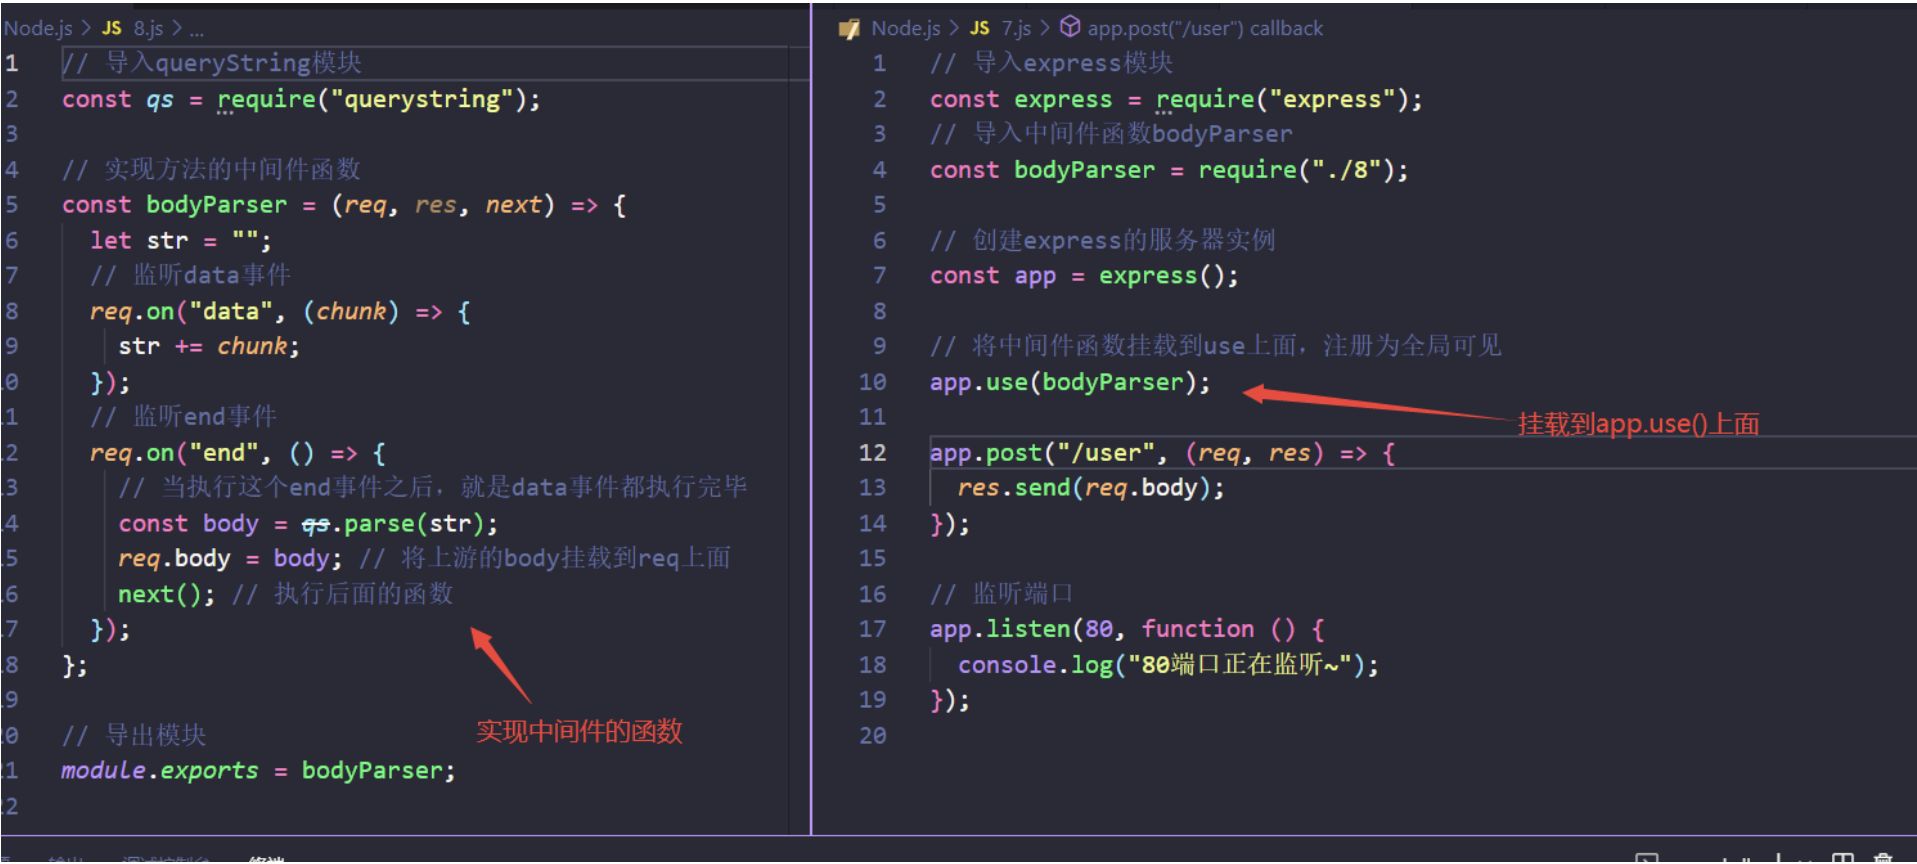 Node.js > JS 8.js > ...
1 // 导入queryString模块
2 const qs = require("querystring");
3
4 // 实现方法的中间件函数
5 const bodyParser = (req, res, next) => {
6 let str = "";
7 // 监听data事件
8 req.on("data", (chunk) => {
9 str += chunk;
0 });
1 // 监听end事件
2 req.on("end", () => {
3 // 当执行这个end事件之后，就是data事件都执行完毕
4 const body = qs.parse(str);
5 req.body = body; // 将上游的body挂载到req上面
6 next(); // 执行后面的函数
7 });
8 };
9
实现中间件的函数
0 // 导出模块
1 module.exports = bodyParser;
2
Node.js > JS 7.js > app.post("/user") callback
1 // 导入express模块
2 const express = require("express");
3 // 导入中间件函数bodyParser
4 const bodyParser = require("./8");
5
6 // 创建express的服务器实例
7 const app = express();
8
9 // 将中间件函数挂载到use上面，注册为全局可见
10 app.use(bodyParser);
11
挂载到app.use()上面
12 app.post("/user", (req, res) => {
13 res.send(req.body);
14 });
15
16 // 监听端口
17 app.listen(80, function () {
18 console.log("80端口正在监听~");
19 });
20